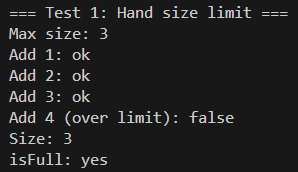 === Test 1: Hand size limit ===
Max size: 3
Add 1: ok
Add 2: ok
Add 3: ok
Add 4 (over limit): false
Size: 3
isFull: yes